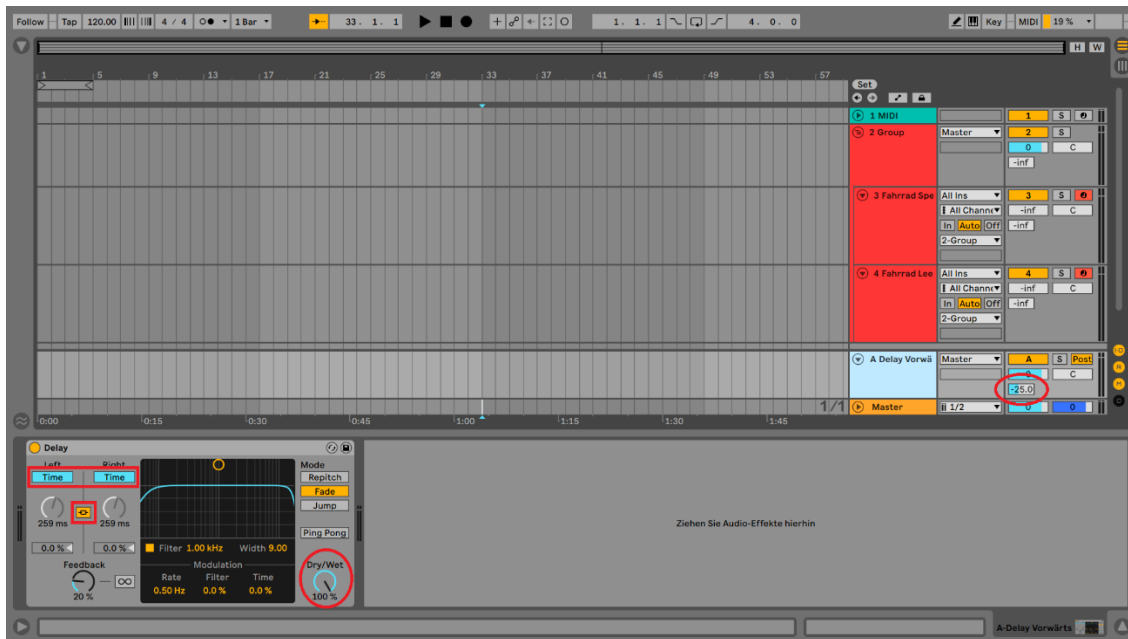 Follow Tap 120.00 4 / 4 1 Bar 33. 1. 1 1. 1. 1 4. 0. 0 Key MIDI 19 %
H W
1 5 9 13 17 21 25 29 33 37 41 45 49 53 57
Set
1 MIDI 1 S
2 Group Master 2 S
0 C
-inf
3 Fahrrad Spe All Ins 3 S
All Channe -inf C
In Auto Off -inf
2-Group
4 Fahrrad Lee All Ins 4 S
All Channe -inf C
In Auto Off -inf
2-Group
A Delay Vorwä Master A S Post
0 C
-25.0
1/1 Master 1/2 0 0
0:00 0:15 0:30 0:45 1:00 1:15 1:30 1:45
Delay
Left Right Mode
Time Time Repitch
Fade
Jump
259 ms 259 ms
Ping Pong
0.0 % 0.0 % Filter 1.00 kHz Width 9.00
Feedback Modulation Dry/Wet
Rate Filter Time
20 % 0.50 Hz 0.0 % 0.0 % 100 %
Ziehen Sie Audio-Effekte hierhin
A-Delay Vorwärts